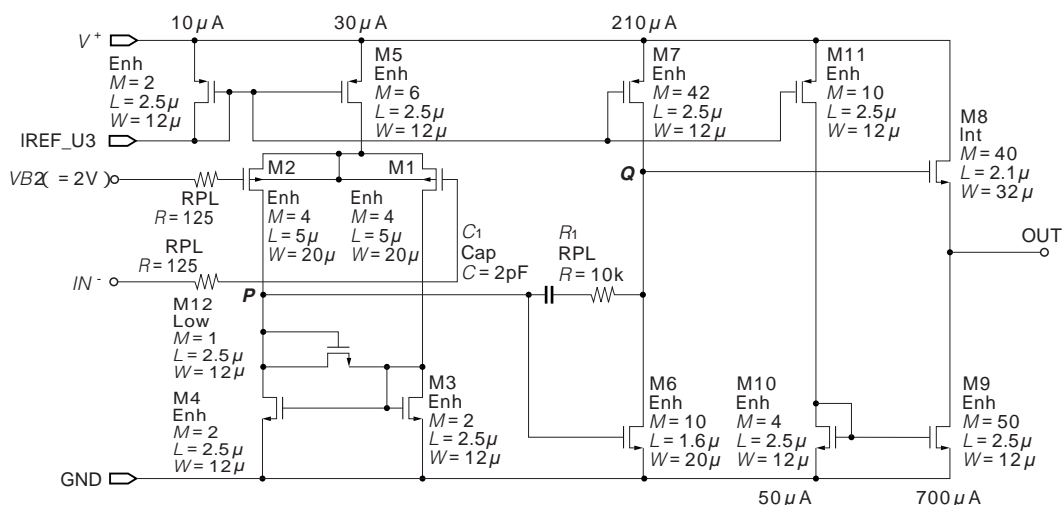 10μA
30μA
210μA
V+
Enh
M=2
L=2.5μ
W=12μ
M5
Enh
M=6
L=2.5μ
W=12μ
M7
Enh
M=42
L=2.5μ
W=12μ
M11
Enh
M=10
L=2.5μ
W=12μ
M8
Int
M=40
L=2.1μ
W=32μ
IREF_U3
VB2(=2V)
RPL
R=125
M2
M1
Enh
M=4
L=5μ
W=20μ
Enh
M=4
L=5μ
W=20μ
Q
OUT
RPL
R=125
IN-
C1
Cap
C=2pF
R1
RPL
R=10k
P
M12
Low
M=1
L=2.5μ
W=12μ
M4
Enh
M=2
L=2.5μ
W=12μ
M3
Enh
M=2
L=2.5μ
W=12μ
M6
Enh
M=10
L=1.6μ
W=20μ
M10
Enh
M=4
L=2.5μ
W=12μ
M9
Enh
M=50
L=2.5μ
W=12μ
GND
50μA
700μA